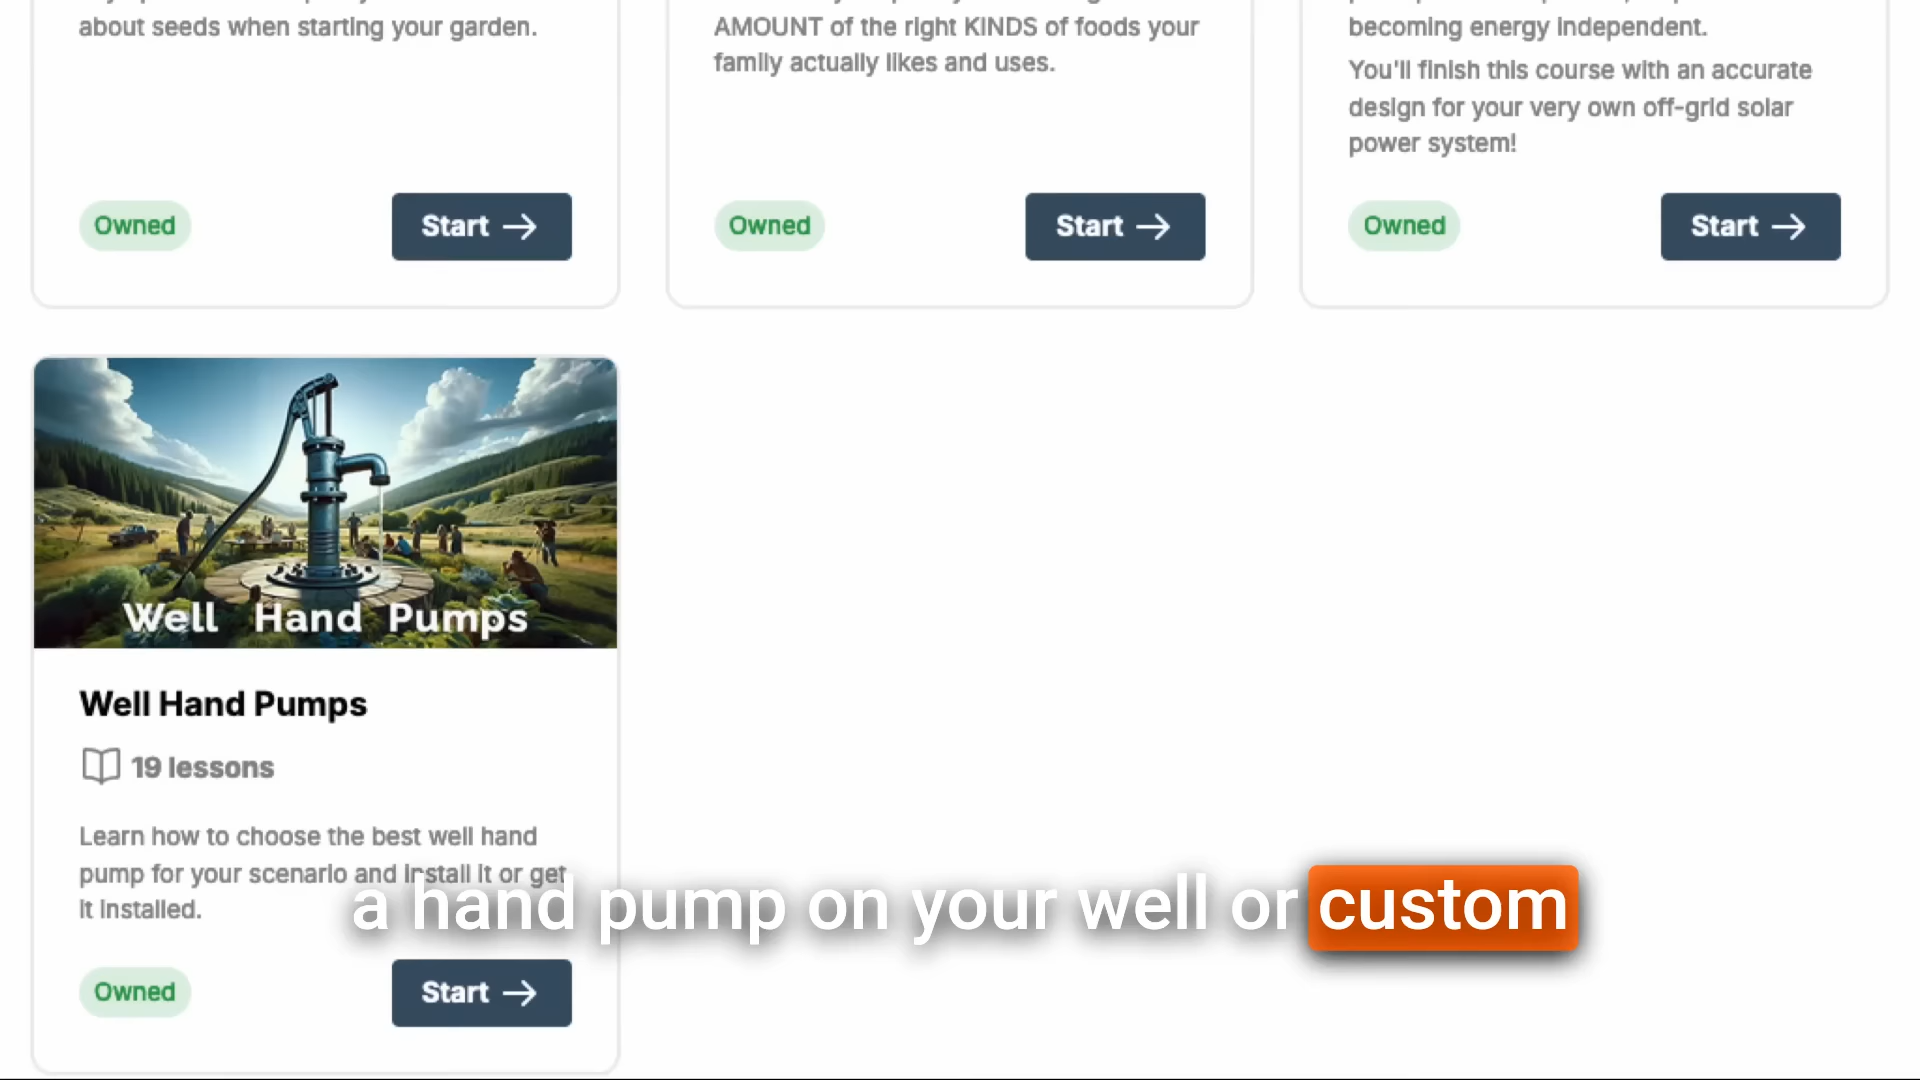 about seeds when starting your garden.
Owned
Start
AMOUNT of the right KINDS of foods your
family actually likes and uses.
Owned
Start
becoming energy independent.
You'll finish this course with an accurate
design for your very own off-grid solar
power system!
Owned
Start
Well Hand Pumps
Well Hand Pumps
19 lessons
Learn how to choose the best well hand
pump for your scenario and install it or get
it installed.
a hand pump on your well or custom
Owned
Start